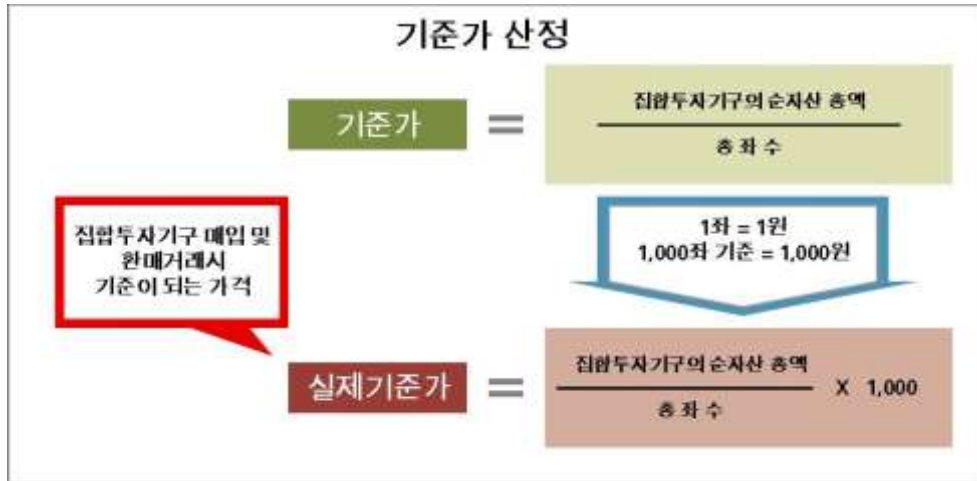 기준가 산정
기준가 =
집합투자기구의 순자산 총액
총 좌 수
집합투자기구 매입 및
환매거래시
기준이 되는 가격
1좌 = 1원
1,000좌 기준 = 1,000원
실제기준가 =
집합투자기구의 순자산 총액
총 좌 수
X 1,000